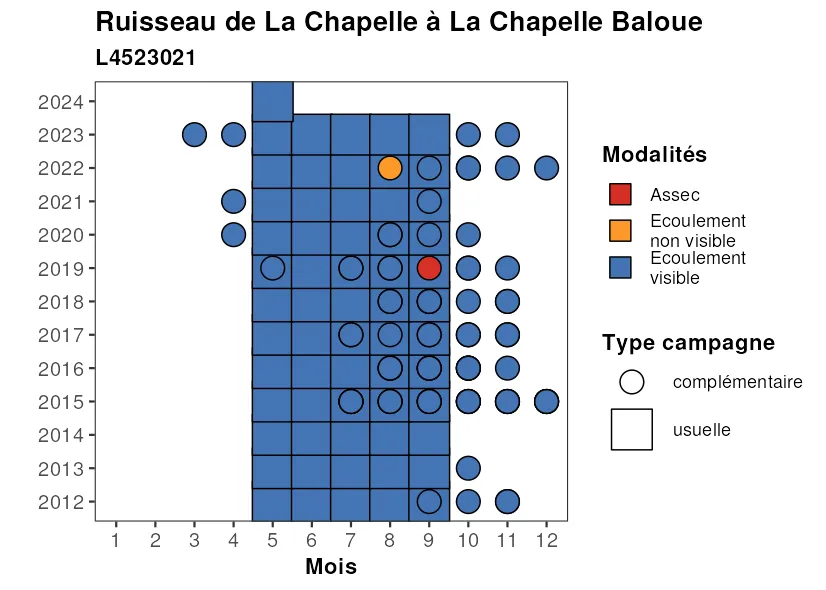 Ruisseau de La Chapelle à La Chapelle Baloue
L4523021
2024
2023
2022
2021
2020
2019
2018
2017
2016
2015
2014
2013
2012
1 2 3 4 5 6 7 8 9 10 11 12
Mois
Modalités
Assec
Ecoulement
non visible
Ecoulement
visible
Type campagne
complémentaire
usuelle